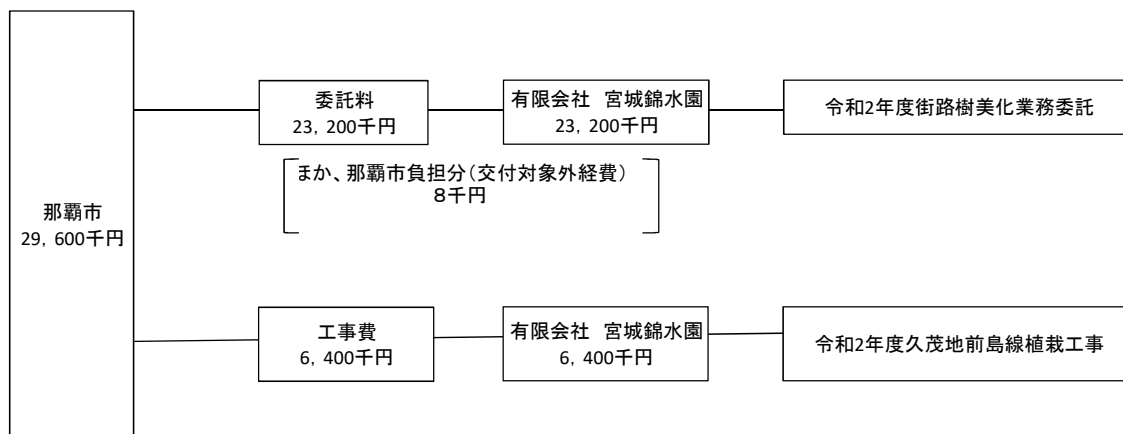 委託料
23, 200千円
有限会社　宮城錦水園
23, 200千円
令和2年度街路樹美化業務委託
ほか、那覇市負担分（交付対象外経費）
8千円
那覇市
29, 600千円
工事費
6, 400千円
有限会社　宮城錦水園
6, 400千円
令和2年度久茂地前島線植栽工事